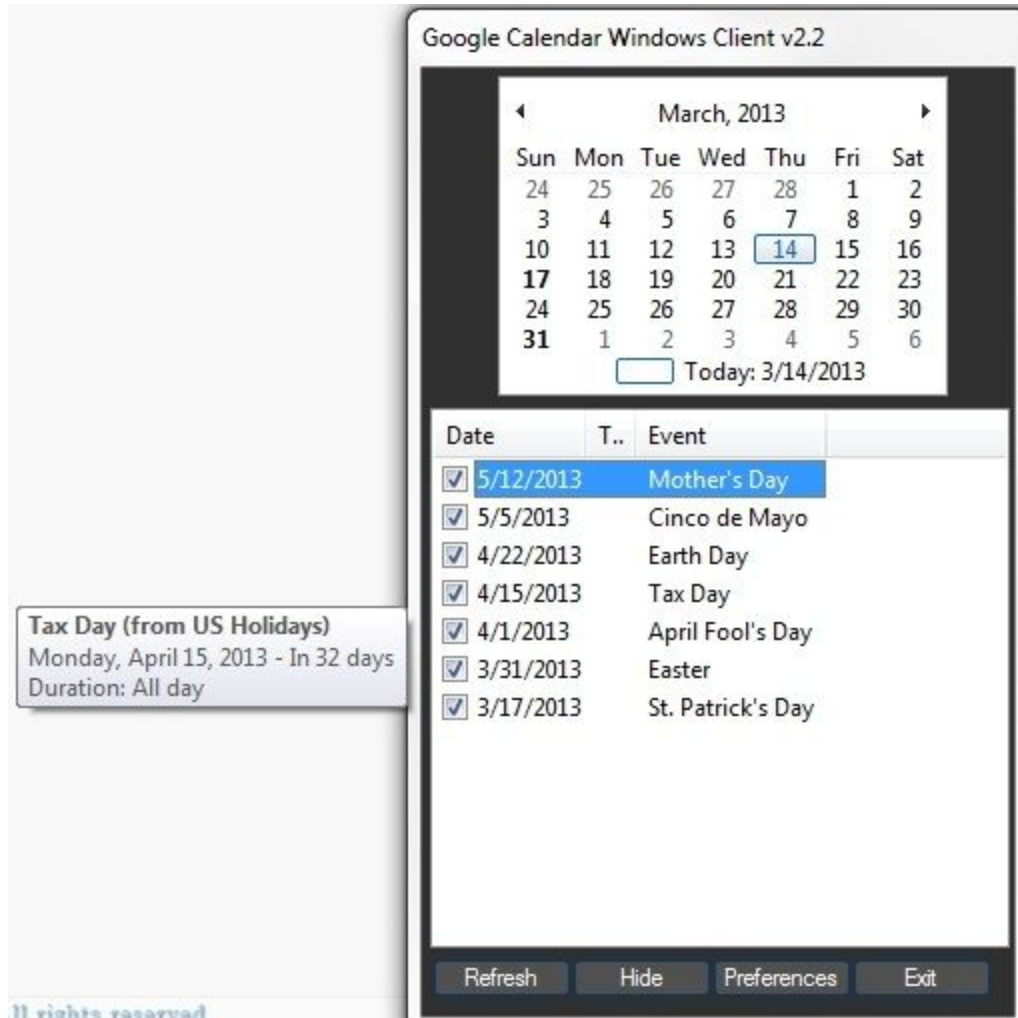 Google Calendar Windows Client v2.2
March, 2013
Sun Mon Tue Wed Thu Fri Sat
24 25 26 27 28 1 2
3 4 5 6 7 8 9
10 11 12 13 14 15 16
17 18 19 20 21 22 23
24 25 26 27 28 29 30
31 1 2 3 4 5 6
Today: 3/14/2013
Date T.. Event
5/12/2013 Mother's Day
5/5/2013 Cinco de Mayo
4/22/2013 Earth Day
4/15/2013 Tax Day
4/1/2013 April Fool's Day
3/31/2013 Easter
3/17/2013 St. Patrick's Day
Tax Day (from US Holidays)
Monday, April 15, 2013 - In 32 days
Duration: All day
Refresh Hide Preferences Exit
ll rights reserved